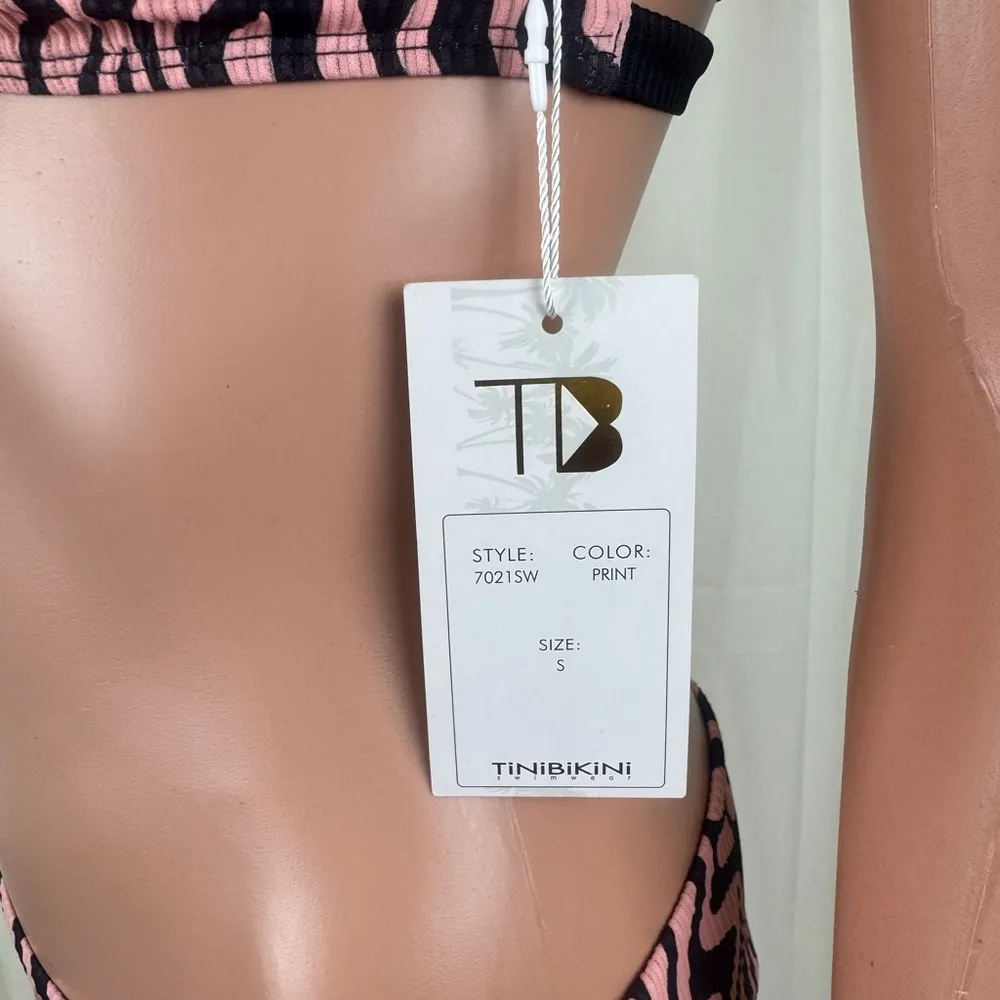 TB
STYLE: COLOR:
7021SW PRINT
SIZE:
S
TiNiBiKiNi
swimwear